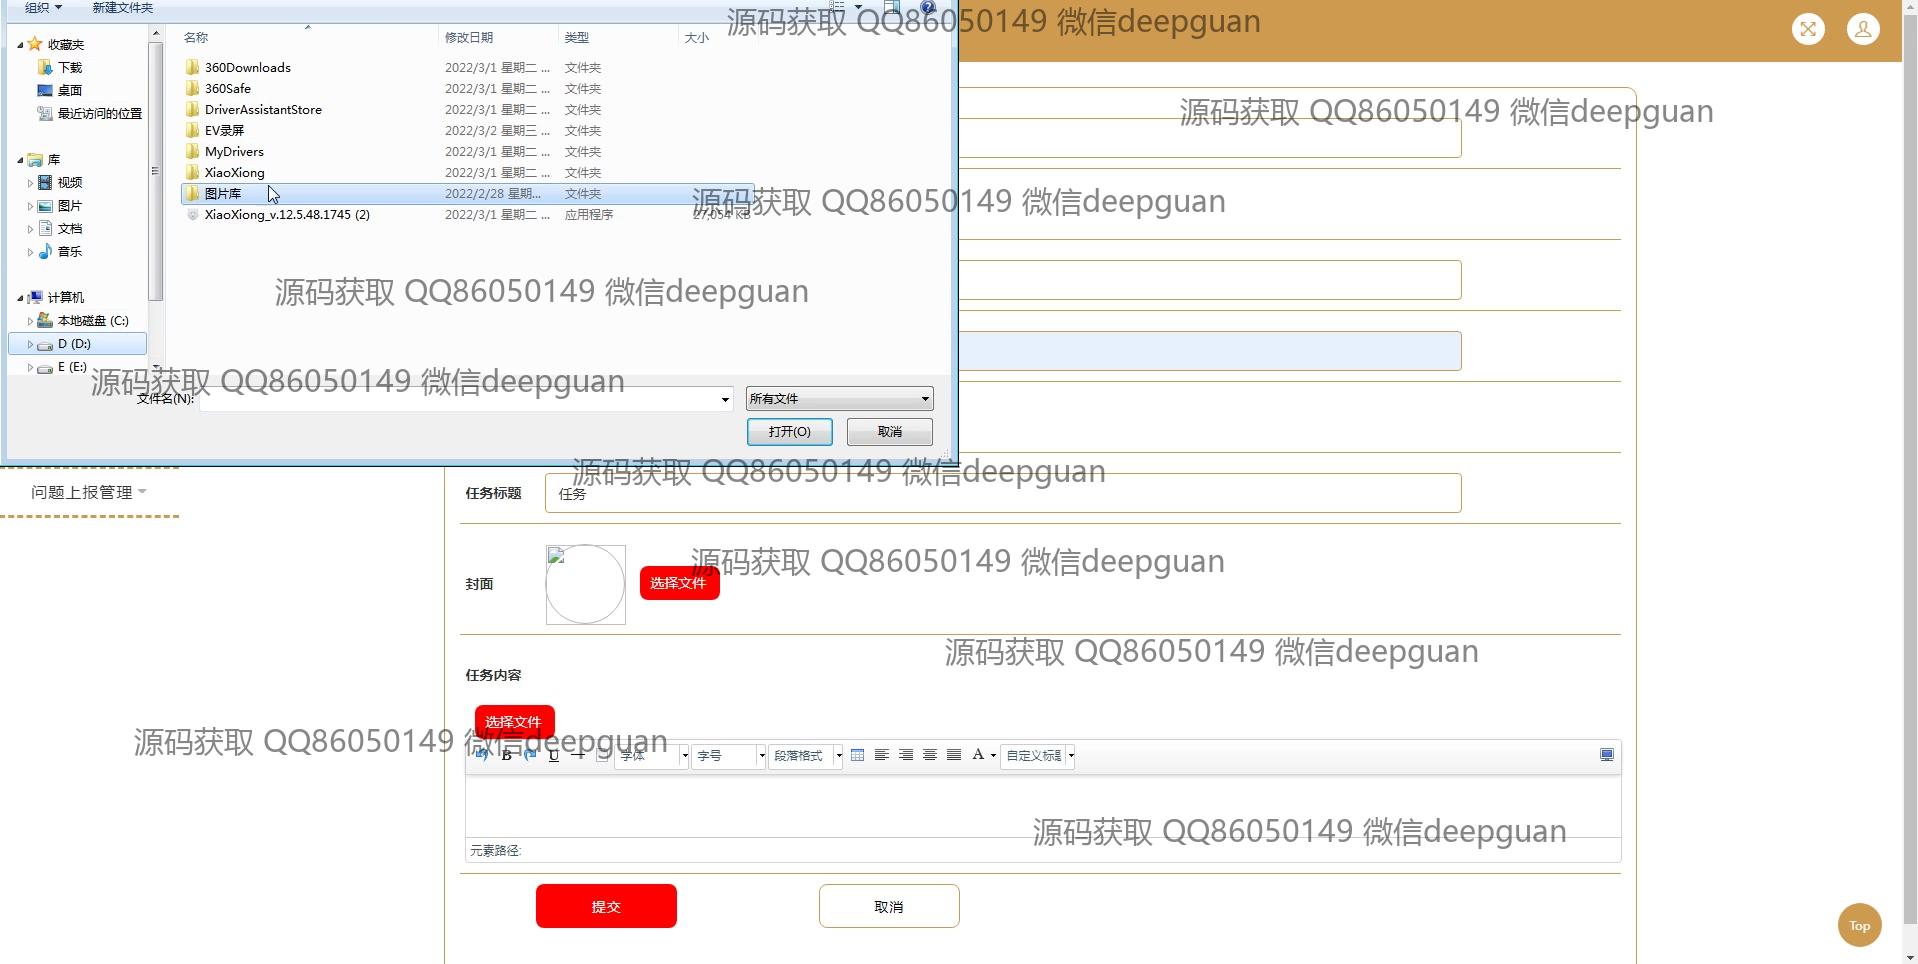 组织 新建文件夹
收藏夹
下载
桌面
最近访问的位置
库
视频
图片
文档
音乐
计算机
本地磁盘 (C:)
D (D:)
E (E:)
名称 修改日期 类型 大小
360Downloads 2022/3/1 星期二 ... 文件夹
360Safe 2022/3/1 星期二 ... 文件夹
DriverAssistantStore 2022/3/1 星期二 ... 文件夹
EV录屏 2022/3/2 星期三 ... 文件夹
MyDrivers 2022/3/1 星期二 ... 文件夹
XiaoXiong 2022/3/1 星期二 ... 文件夹
图片库 2022/2/28 星期... 文件夹
XiaoXiong_v.12.5.48.1745 (2) 2022/3/1 星期二 ... 应用程序 27,054 KB
文件名(N): 所有文件
打开(O) 取消
源码获取 QQ86050149 微信deepguan
源码获取 QQ86050149 微信deepguan
源码获取 QQ86050149 微信deepguan
源码获取 QQ86050149 微信deepguan
源码获取 QQ86050149 微信deepguan
源码获取 QQ86050149 微信deepguan
源码获取 QQ86050149 微信deepguan
源码获取 QQ86050149 微信deepguan
源码获取 QQ86050149 微信deepguan
源码获取 QQ86050149 微信deepguan
问题上报管理
任务标题 任务
封面 选择文件
任务内容
选择文件
B U 字体 字号 段落格式 A 自定义标题
元素路径:
提交 取消
Top